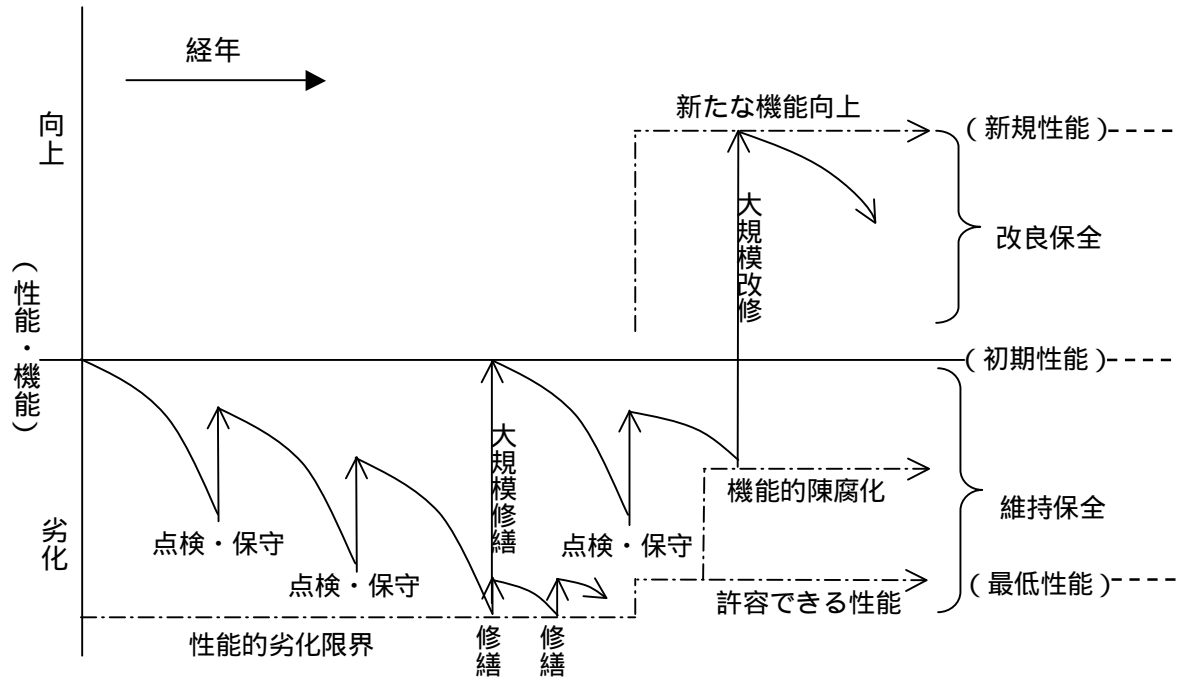 経年
向上
新たな機能向上
(新規性能)
大規模改修
改良保全
(性能・機能)
(初期性能)
大規模修繕
機能的陳腐化
維持保全
劣化
点検・保守
点検・保守
点検・保守
(最低性能)
許容できる性能
性能的劣化限界
修繕
修繕